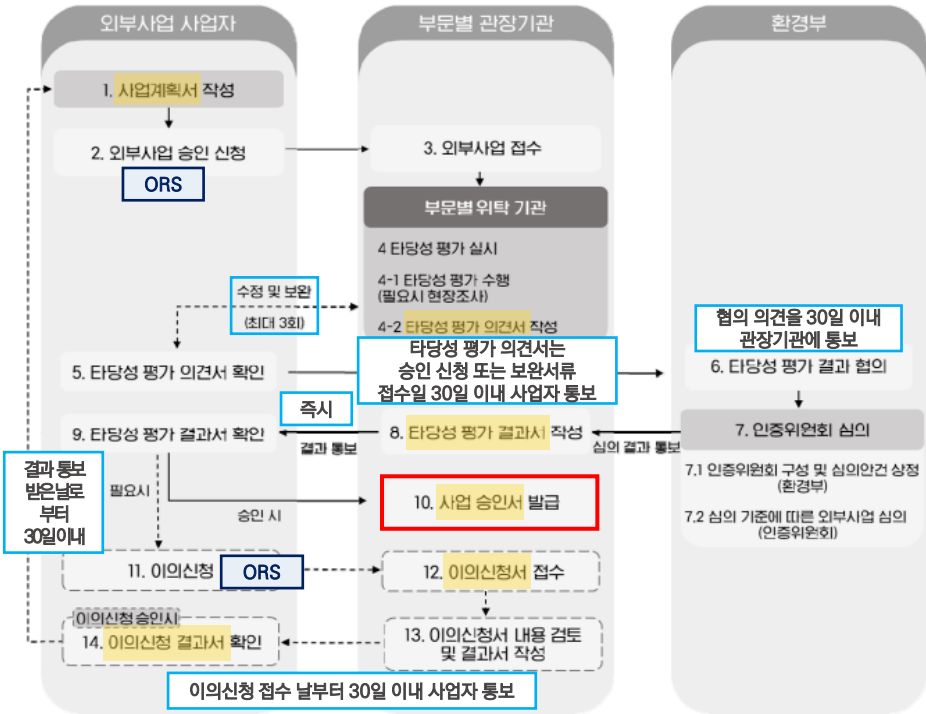 외부사업 사업자
부문별 관장기관
환경부
1. 사업계획서 작성
2. 외부사업 승인 신청
ORS
3. 외부사업 접수
부문별 위탁 기관
4 타당성 평가 실시
4-1 타당성 평가 수행
(필요시 현장조사)
4-2 타당성 평가 의견서 작성
수정 및 보완
(최대 3회)
타당성 평가 의견서는
승인 신청 또는 보완서류
접수일 30일 이내 사업자 통보
협의 의견을 30일 이내
관장기관에 통보
5. 타당성 평가 의견서 확인
6. 타당성 평가 결과 협의
즉시
7. 인증위원회 심의
7.1 인증위원회 구성 및 심의안건 상정
(환경부)
7.2 심의 기준에 따른 외부사업 심의
(인증위원회)
심의 결과 통보
8. 타당성 평가 결과서 작성
결과 통보
9. 타당성 평가 결과서 확인
결과 통보
받은날로
부터
30일이내
필요시
승인 시
10. 사업 승인서 발급
11. 이의신청
ORS
12. 이의신청서 접수
13. 이의신청서 내용 검토
및 결과서 작성
이의신청 승인시
14. 이의신청 결과서 확인
이의신청 접수 날부터 30일 이내 사업자 통보